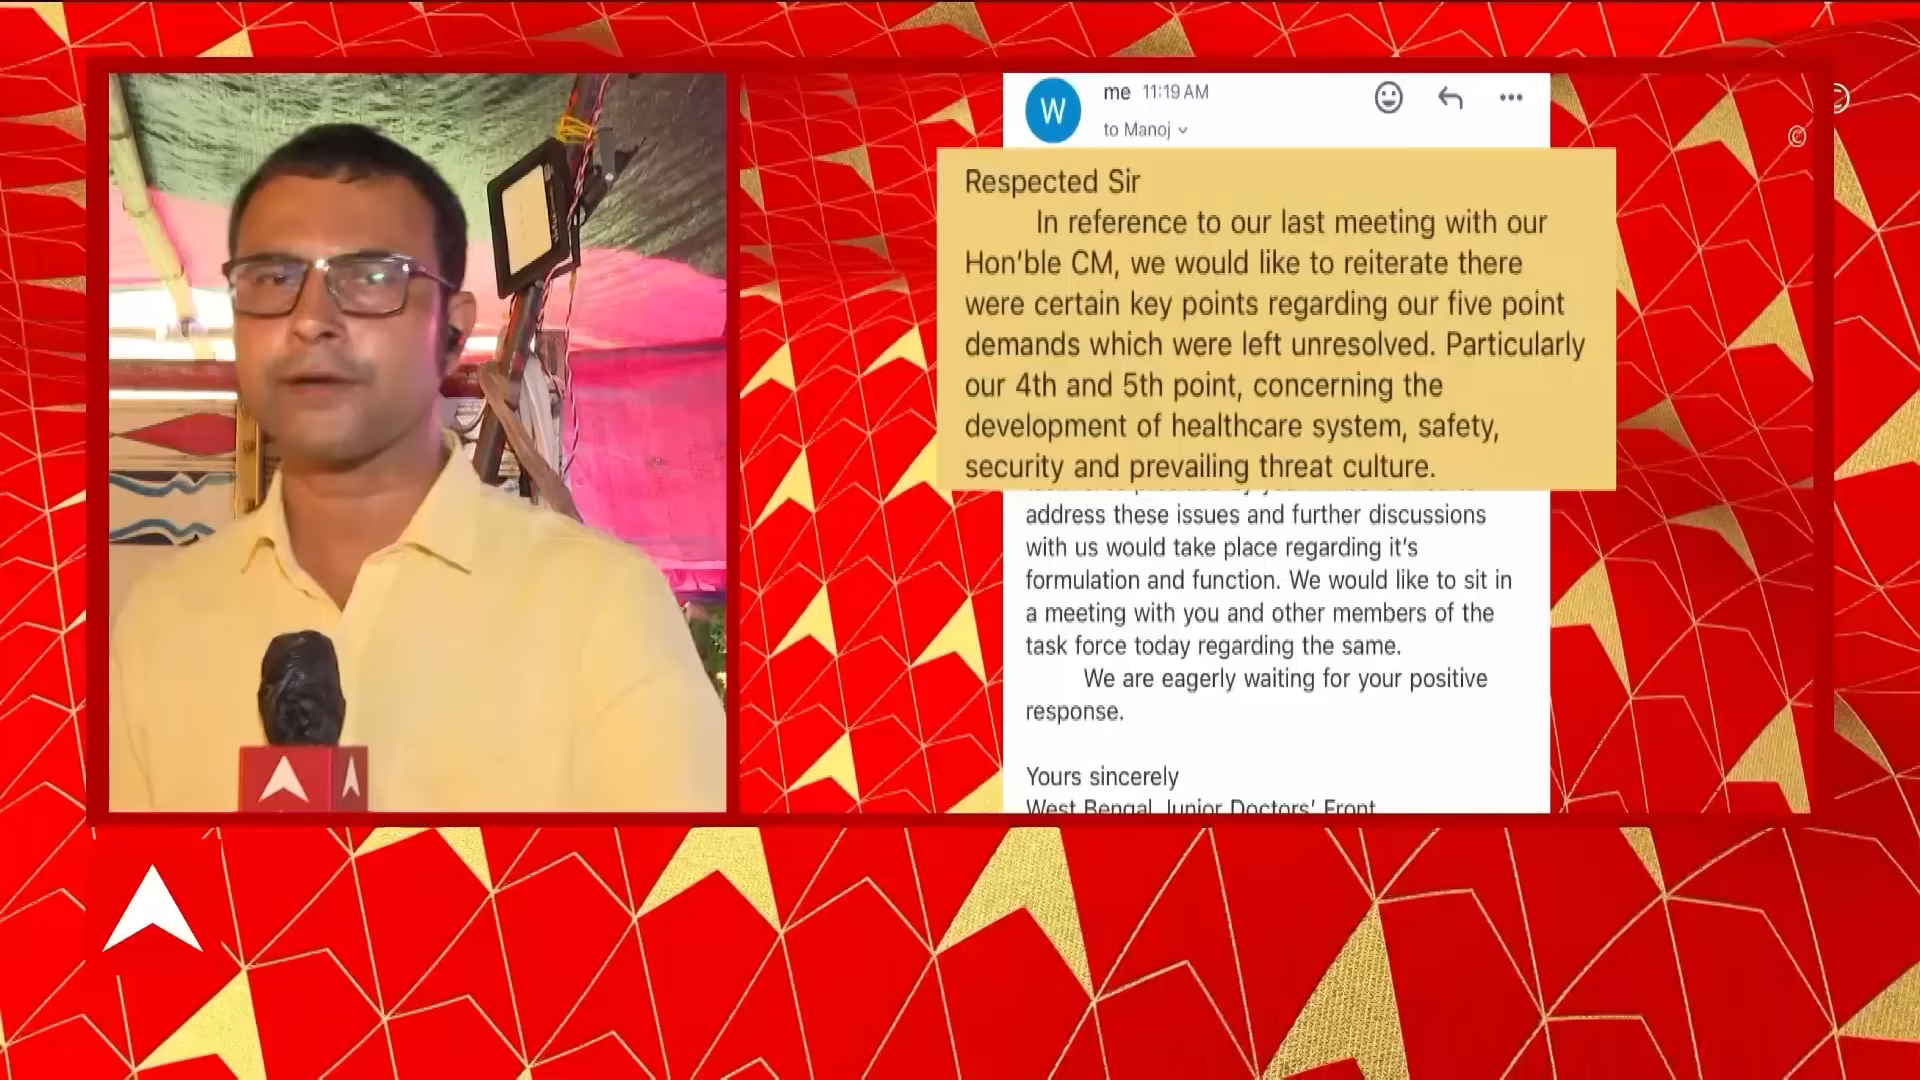 W
me 11:19 AM
to Manoj
Respected Sir
In reference to our last meeting with our
Hon'ble CM, we would like to reiterate there
were certain key points regarding our five point
demands which were left unresolved. Particularly
our 4th and 5th point, concerning the
development of healthcare system, safety,
security and prevailing threat culture.
address these issues and further discussions
with us would take place regarding it's
formulation and function. We would like to sit in
a meeting with you and other members of the
task force today regarding the same.
We are eagerly waiting for your positive
response.
Yours sincerely
West Bengal Junior Doctors' Front